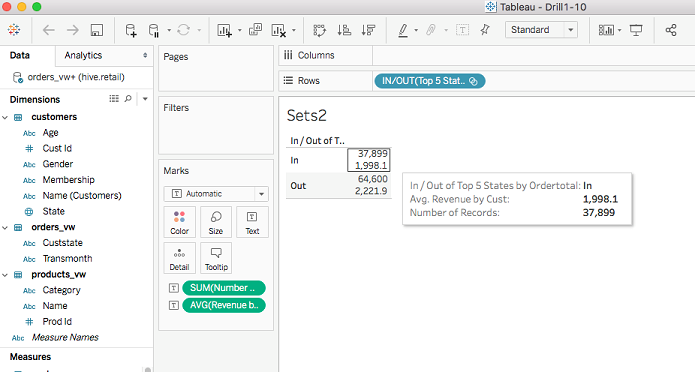 Tableau - Drill1-10
Standard
Data
Analytics
orders_vw+ (hive.retail)
Dimensions
customers
Abc Age
Cust Id
Abc Gender
Abc Membership
Abc Name (Customers)
State
orders_vw
Abc Custstate
Abc Transmonth
products_vw
Abc Category
Abc Name
Prod Id
Abc Measure Names
Measures
Pages
Filters
Marks
T Automatic
Color
Size
T Text
Detail
Tooltip
T SUM(Number ..
T AVG(Revenue b..
Columns
Rows
IN/OUT(Top 5 Stat..
Sets2
In / Out of T..
In 37,899
1,998.1
Out 64,600
2,221.9
In / Out of Top 5 States by Ordertotal: In
Avg. Revenue by Cust: 1,998.1
Number of Records: 37,899